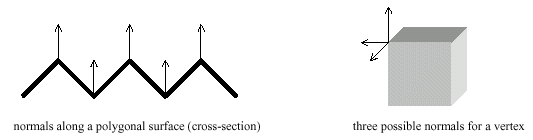 normals along a polygonal surface (cross-section)
three possible normals for a vertex